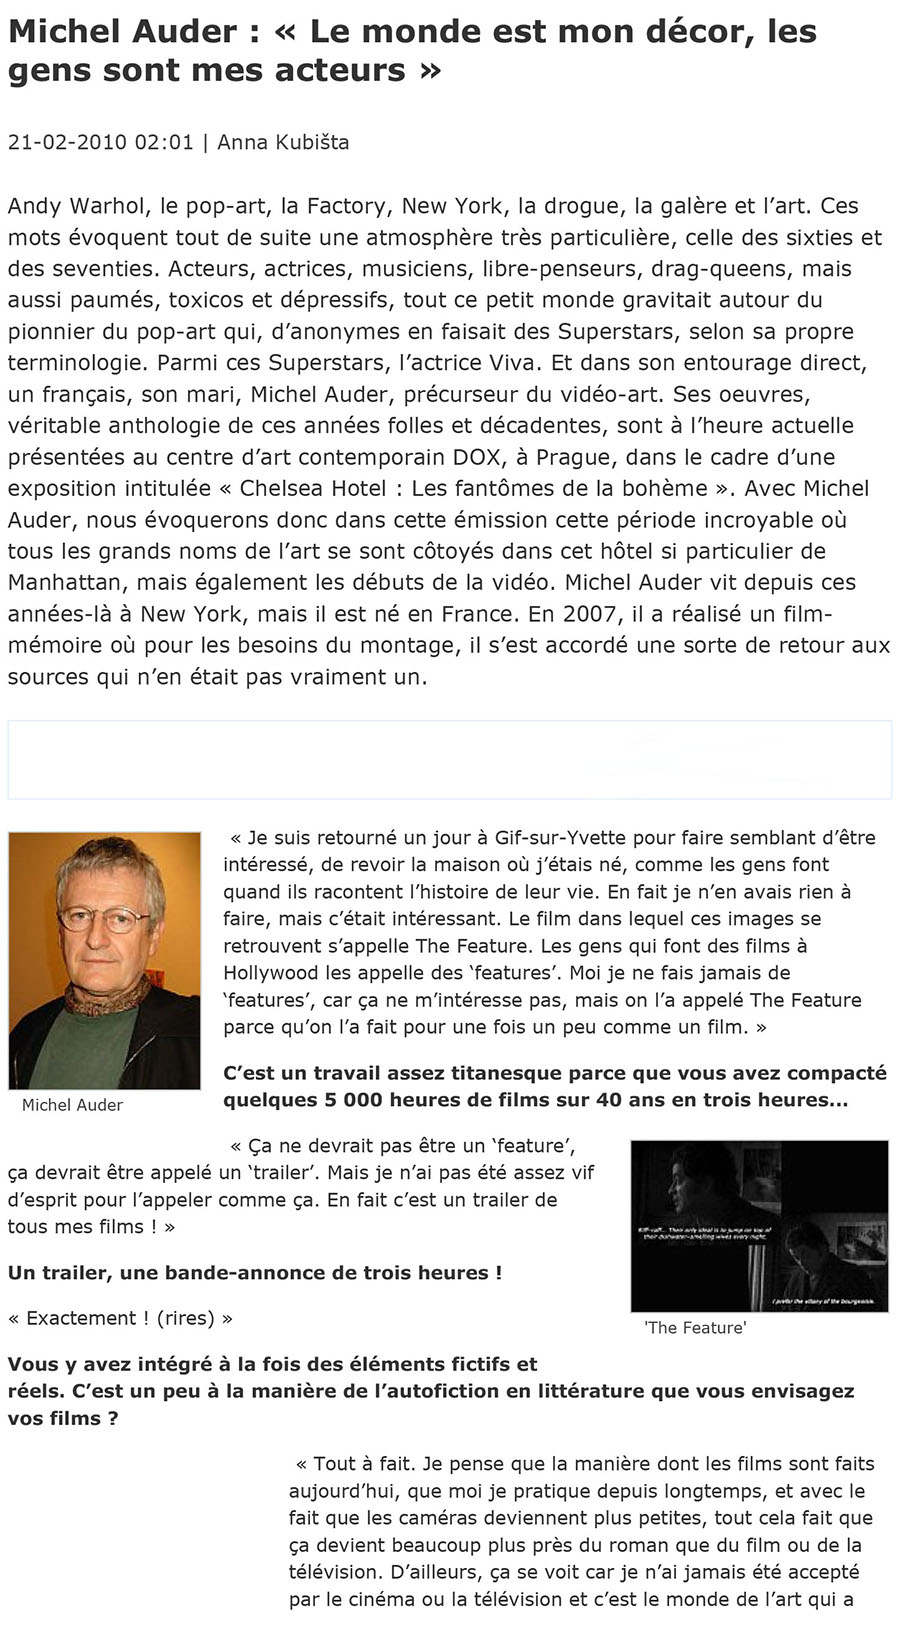 Michel Auder : « Le monde est mon décor, les
gens sont mes acteurs »
21-02-2010 02:01 | Anna Kubišta
Andy Warhol, le pop-art, la Factory, New York, la drogue, la galère et l’art. Ces
mots évoquent tout de suite une atmosphère très particulière, celle des sixties et
des seventies. Acteurs, actrices, musiciens, libre-penseurs, drag-queens, mais
aussi paumés, toxicos et dépressifs, tout ce petit monde gravitait autour du
pionnier du pop-art qui, d’anonymes en faisait des Superstars, selon sa propre
terminologie. Parmi ces Superstars, l’actrice Viva. Et dans son entourage direct,
un français, son mari, Michel Auder, précurseur du vidéo-art. Ses oeuvres,
véritable anthologie de ces années folles et décadentes, sont à l’heure actuelle
présentées au centre d’art contemporain DOX, à Prague, dans le cadre d’une
exposition intitulée « Chelsea Hotel : Les fantômes de la bohème ». Avec Michel
Auder, nous évoquerons donc dans cette émission cette période incroyable où
tous les grands noms de l’art se sont côtoyés dans cet hôtel si particulier de
Manhattan, mais également les débuts de la vidéo. Michel Auder vit depuis ces
années-là à New York, mais il est né en France. En 2007, il a réalisé un film-
mémoire où pour les besoins du montage, il s’est accordé une sorte de retour aux
sources qui n’en était pas vraiment un.
« Je suis retourné un jour à Gif-sur-Yvette pour faire semblant d’être
intéressé, de revoir la maison où j’étais né, comme les gens font
quand ils racontent l’histoire de leur vie. En fait je n’en avais rien à
faire, mais c’était intéressant. Le film dans lequel ces images se
retrouvent s’appelle The Feature. Les gens qui font des films à
Hollywood les appelle des ‘features’. Moi je ne fais jamais de
‘features’, car ça ne m’intéresse pas, mais on l’a appelé The Feature
parce qu’on l’a fait pour une fois un peu comme un film. »
Michel Auder
C’est un travail assez titanesque parce que vous avez compacté
quelques 5 000 heures de films sur 40 ans en trois heures...
« Ça ne devrait pas être un ‘feature’,
ça devrait être appelé un ‘trailer’. Mais je n’ai pas été assez vif
d’esprit pour l’appeler comme ça. En fait c’est un trailer de
tous mes films ! »
Their only ideal is to jump on top of
their dishwater-smelling wives every night.
I prefer the villany of the bourgeoisie.
'The Feature'
Un trailer, une bande-annonce de trois heures !
« Exactement ! (rires) »
Vous y avez intégré à la fois des éléments fictifs et
réels. C’est un peu à la manière de l’autofiction en littérature que vous envisagez
vos films ?
« Tout à fait. Je pense que la manière dont les films sont faits
aujourd’hui, que moi je pratique depuis longtemps, et avec le
fait que les caméras deviennent plus petites, tout cela fait que
ça devient beaucoup plus près du roman que du film ou de la
télévision. D’ailleurs, ça se voit car je n’ai jamais été accepté
par le cinéma ou la télévision et c’est le monde de l’art qui a